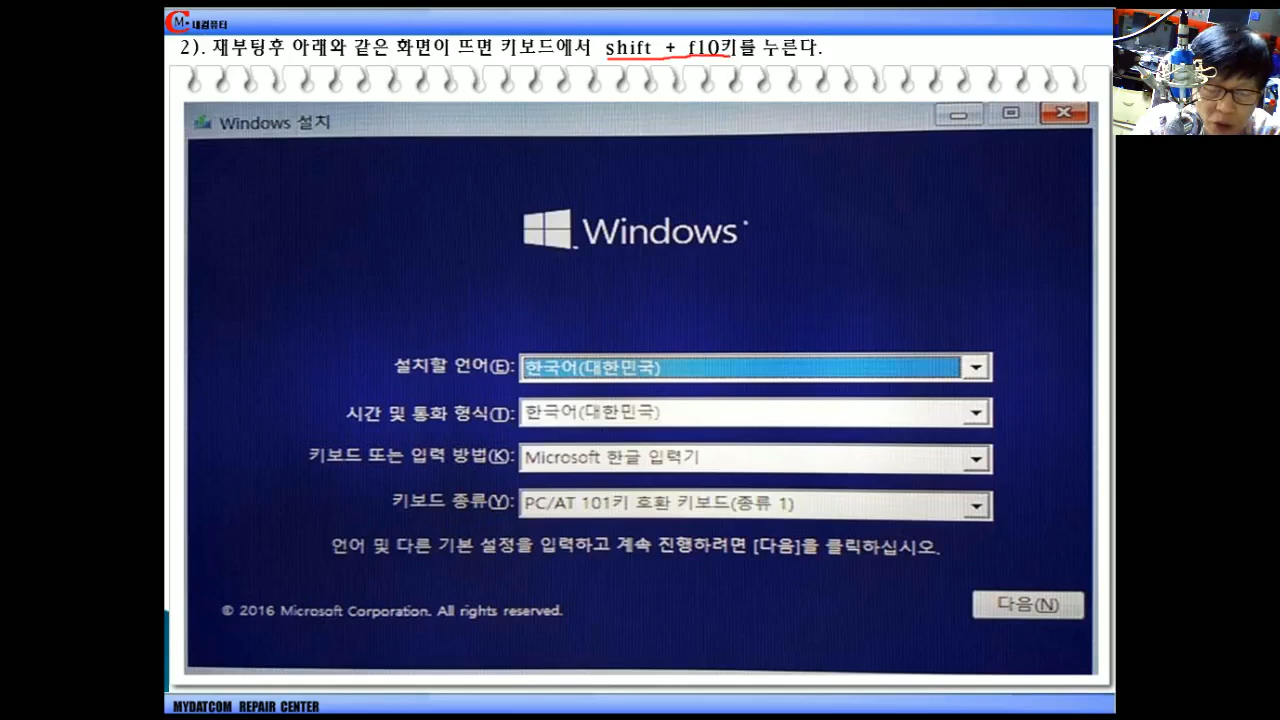 CM. 내컴퓨터
2). 재부팅후 아래와 같은 화면이 뜨면 키보드에서 shift + f10키를 누른다.
Windows 설치
Windows
설치할 언어(E): 한국어(대한민국)
시간 및 통화 형식(T): 한국어(대한민국)
키보드 또는 입력 방법(K): Microsoft 한글 입력기
키보드 종류(Y): PC/AT 101키 호환 키보드(종류 1)
언어 및 다른 기본 설정을 입력하고 계속 진행하려면 [다음]을 클릭하십시오.
© 2016 Microsoft Corporation. All rights reserved.
다음(N)
MYDATCOM REPAIR CENTER